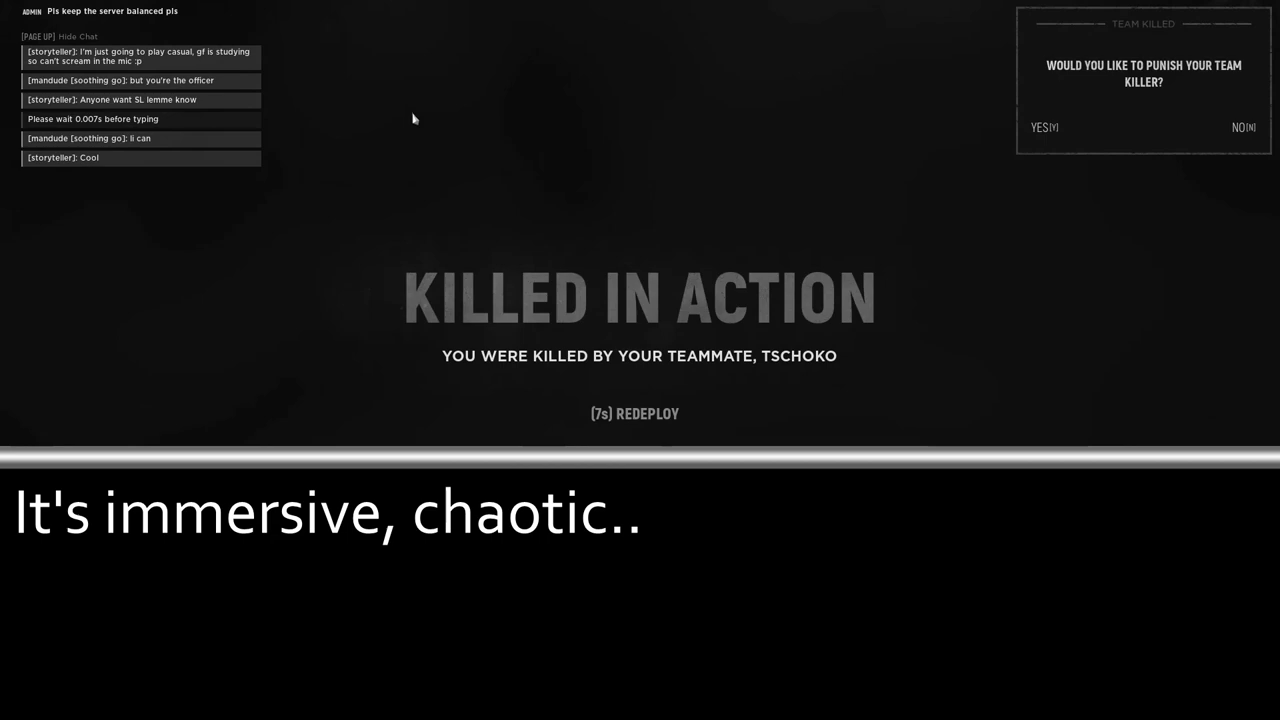 ADMIN Pls keep the server balanced pls
[PAGE UP] Hide Chat
[storyteller]: I'm just going to play casual, gf is studying
so can't scream in the mic :p
[mandude [soothing go]: but you're the officer
[storyteller]: Anyone want SL lemme know
Please wait 0.007s before typing
[mandude [soothing go]: Ii can
[storyteller]: Cool
TEAM KILLED
WOULD YOU LIKE TO PUNISH YOUR TEAM
KILLER?
YES[Y] NO[N]
KILLED IN ACTION
YOU WERE KILLED BY YOUR TEAMMATE, TSCHOKO
(7s) REDEPLOY
It's immersive, chaotic..